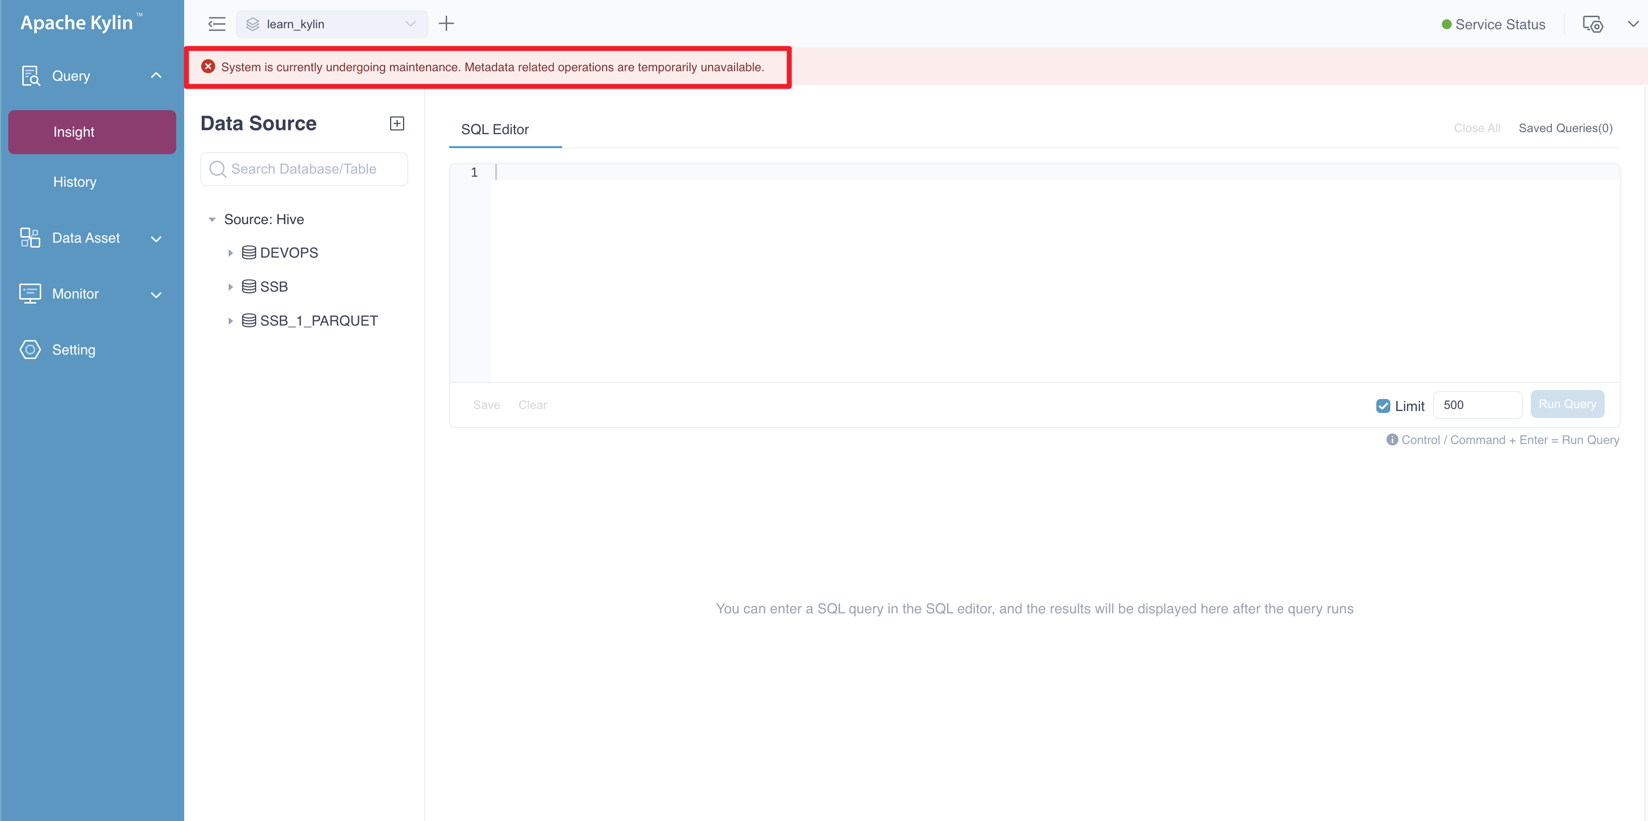 Apache Kylin™
learn_kylin
Service Status
System is currently undergoing maintenance. Metadata related operations are temporarily unavailable.
Query
Insight
History
Data Asset
Monitor
Setting
Data Source
Search Database/Table
Source: Hive
DEVOPS
SSB
SSB_1_PARQUET
SQL Editor
Close All Saved Queries(0)
1
Save Clear
Limit 500 Run Query
Control / Command + Enter = Run Query
You can enter a SQL query in the SQL editor, and the results will be displayed here after the query runs